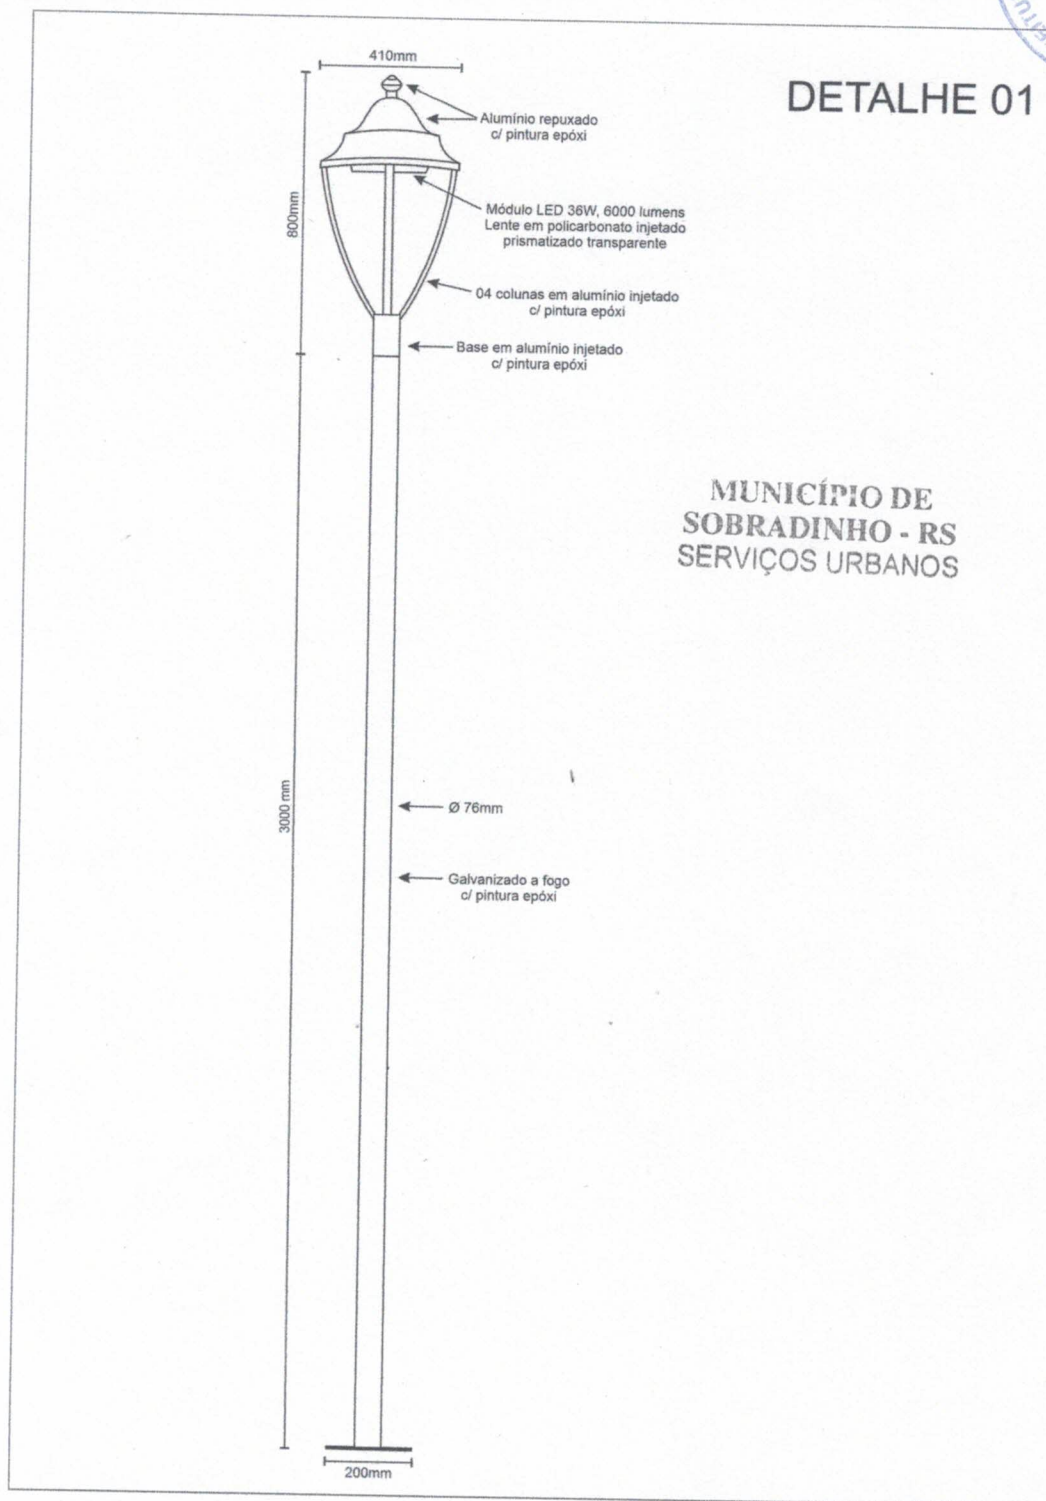 410mm
DETALHE 01
Alumínio repuxado
c/ pintura epóxi
800mm
Módulo LED 36W, 6000 lumens
Lente em policarbonato injetado
prismatizado transparente
04 colunas em alumínio injetado
c/ pintura epóxi
Base em alumínio injetado
c/ pintura epóxi
MUNICÍPIO DE
SOBRADINHO - RS
SERVIÇOS URBANOS
3000 mm
Ø 76mm
Galvanizado a fogo
c/ pintura epóxi
200mm